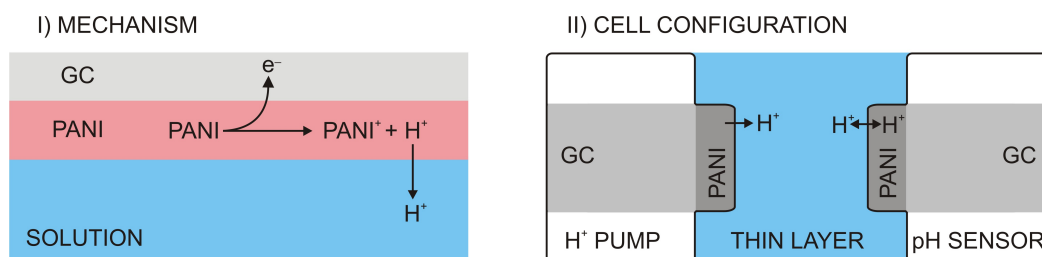 I) MECHANISM
GC
e⁻
PANI
PANI
PANI⁺ + H⁺
H⁺
SOLUTION
II) CELL CONFIGURATION
GC
PANI
H⁺
H⁺
H⁺
PANI
GC
H⁺ PUMP
THIN LAYER
pH SENSOR